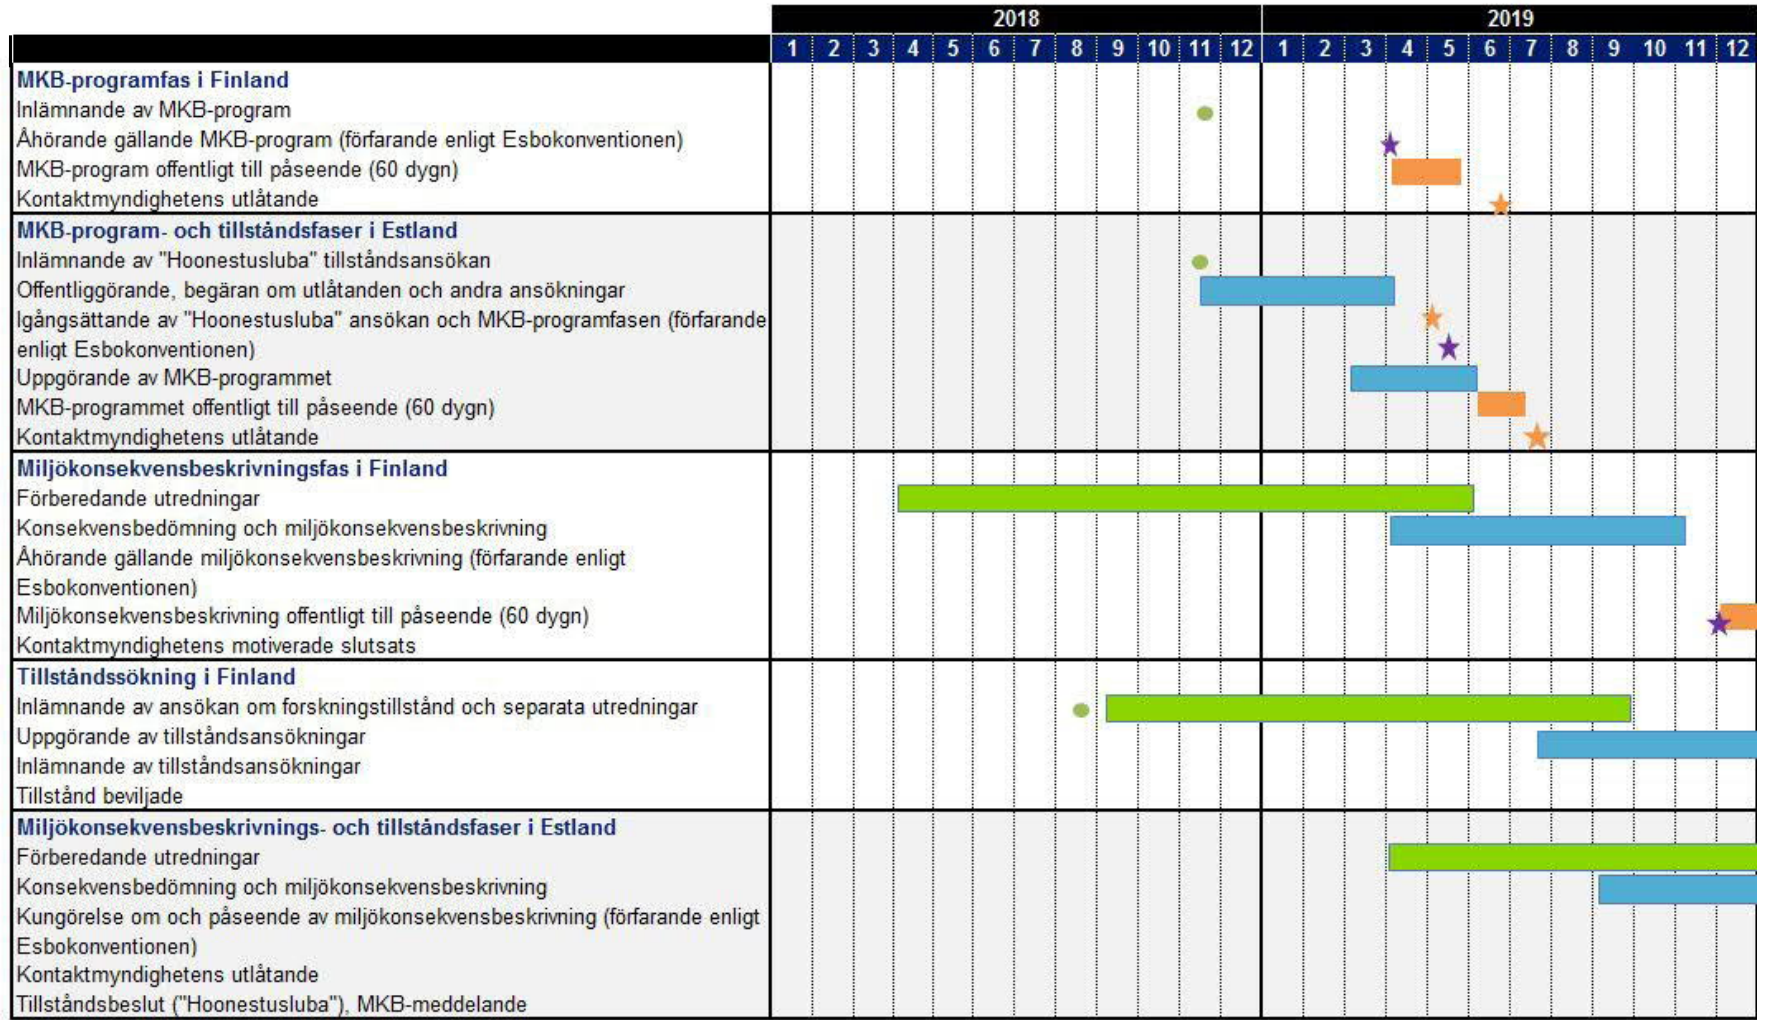 2018 2019
1 2 3 4 5 6 7 8 9 10 11 12 1 2 3 4 5 6 7 8 9 10 11 12
MKB-programfas i Finland
Inlämnande av MKB-program
Åhörande gällande MKB-program (förfarande enligt Esbokonventionen)
MKB-program offentligt till påseende (60 dygn)
Kontaktmyndighetens utlåtande
MKB-program- och tillståndsfaser i Estland
Inlämnande av "Hoonestusluba" tillståndsansökan
Offentliggörande, begäran om utlåtanden och andra ansökningar
Igångsättande av "Hoonestusluba" ansökan och MKB-programfasen (förfarande
enligt Esbokonventionen)
Uppgörande av MKB-programmet
MKB-programmet offentligt till påseende (60 dygn)
Kontaktmyndighetens utlåtande
Miljökonsekvensbeskrivningsfas i Finland
Förberedande utredningar
Konsekvensbedömning och miljökonsekvensbeskrivning
Åhörande gällande miljökonsekvensbeskrivning (förfarande enligt
Esbokonventionen)
Miljökonsekvensbeskrivning offentligt till påseende (60 dygn)
Kontaktmyndighetens motiverade slutsats
Tillståndssökning i Finland
Inlämnande av ansökan om forskningstillstånd och separata utredningar
Uppgörande av tillståndsansökningar
Inlämnande av tillståndsansökningar
Tillstånd beviljade
Miljökonsekvensbeskrivnings- och tillståndsfaser i Estland
Förberedande utredningar
Konsekvensbedömning och miljökonsekvensbeskrivning
Kungörelse om och påseende av miljökonsekvensbeskrivning (förfarande enligt
Esbokonventionen)
Kontaktmyndighetens utlåtande
Tillståndsbeslut ("Hoonestusluba"), MKB-meddelande